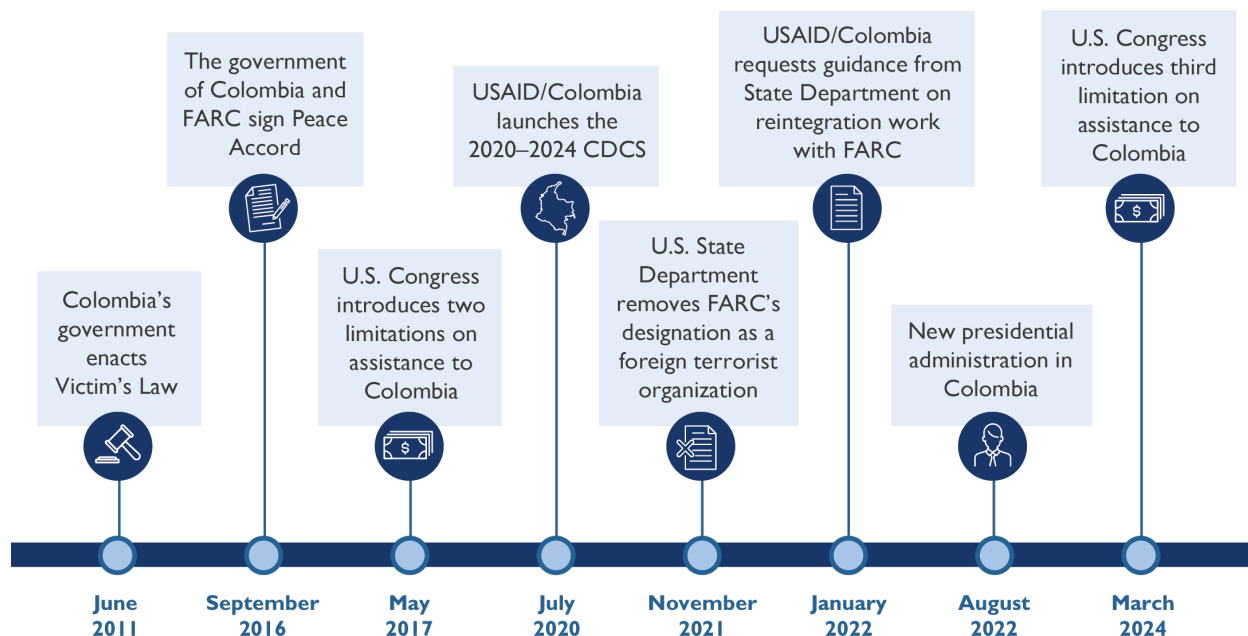 Colombia's
government
enacts
Victim's Law
June
2011
The government
of Colombia and
FARC sign Peace
Accord
September
2016
U.S. Congress
introduces two
limitations on
assistance to
Colombia
$
May
2017
USAID/Colombia
launches the
2020–2024 CDCS
July
2020
U.S. State
Department
removes FARC's
designation as a
foreign terrorist
organization
November
2021
USAID/Colombia
requests guidance from
State Department on
reintegration work
with FARC
January
2022
New presidential
administration in
Colombia
August
2022
U.S. Congress
introduces third
limitation on
assistance to
Colombia
$
March
2024